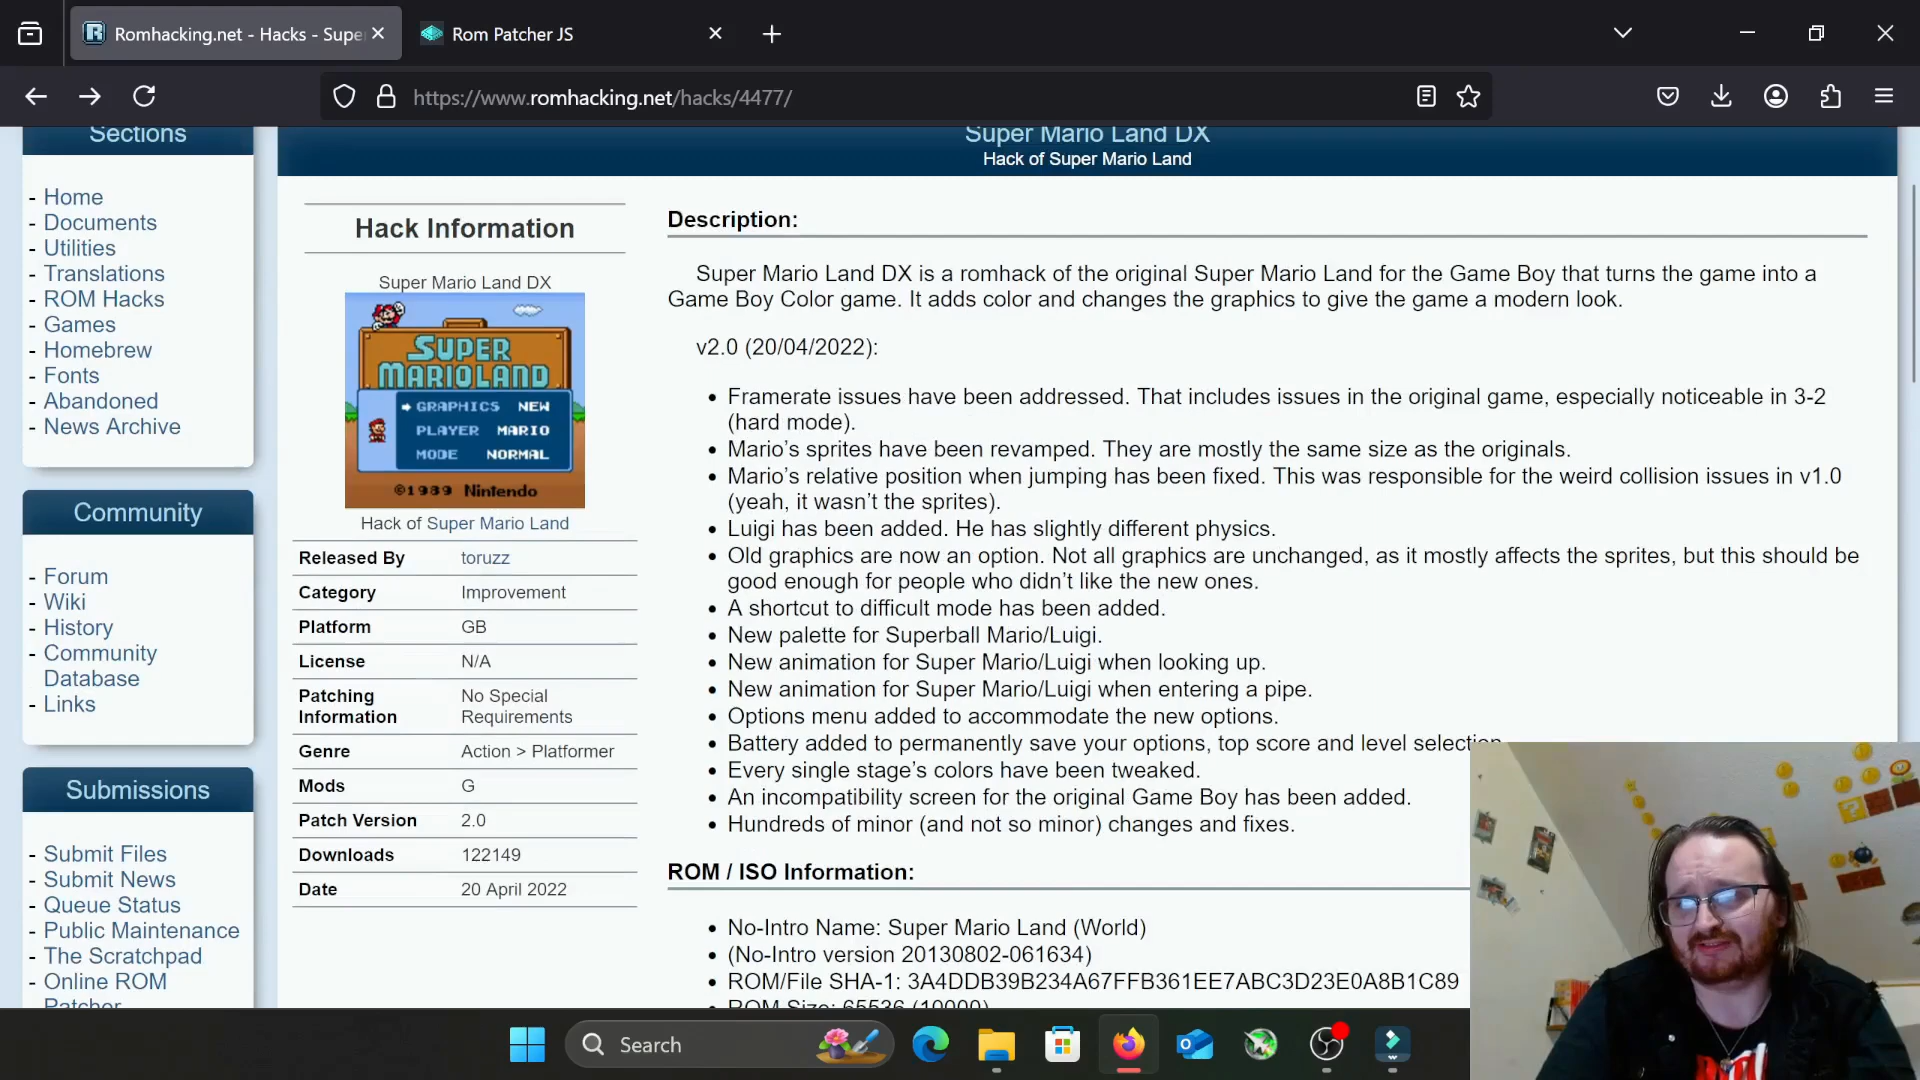 Romhacking.net - Hacks - Supe
Rom Patcher JS
https://www.romhacking.net/hacks/4477/
Sections
- Home
- Documents
- Utilities
- Translations
- ROM Hacks
- Games
- Homebrew
- Fonts
- Abandoned
- News Archive
Community
- Forum
- Wiki
- History
- Community
Database
- Links
Submissions
- Submit Files
- Submit News
- Queue Status
- Public Maintenance
- The Scratchpad
- Online ROM
Patcher
Super Mario Land DX
Hack of Super Mario Land
Hack Information
Super Mario Land DX
SUPER
MARIOLAND
GRAPHICS NEW
PLAYER MARIO
MODE NORMAL
©1989 Nintendo
Hack of Super Mario Land
Released By toruzz
Category Improvement
Platform GB
License N/A
Patching No Special
Information Requirements
Genre Action > Platformer
Mods G
Patch Version 2.0
Downloads 122149
Date 20 April 2022
Description:
Super Mario Land DX is a romhack of the original Super Mario Land for the Game Boy that turns the game into a
Game Boy Color game. It adds color and changes the graphics to give the game a modern look.
v2.0 (20/04/2022):
• Framerate issues have been addressed. That includes issues in the original game, especially noticeable in 3-2
(hard mode).
• Mario’s sprites have been revamped. They are mostly the same size as the originals.
• Mario’s relative position when jumping has been fixed. This was responsible for the weird collision issues in v1.0
(yeah, it wasn’t the sprites).
• Luigi has been added. He has slightly different physics.
• Old graphics are now an option. Not all graphics are unchanged, as it mostly affects the sprites, but this should be
good enough for people who didn’t like the new ones.
• A shortcut to difficult mode has been added.
• New palette for Superball Mario/Luigi.
• New animation for Super Mario/Luigi when looking up.
• New animation for Super Mario/Luigi when entering a pipe.
• Options menu added to accommodate the new options.
• Battery added to permanently save your options, top score and level selection
• Every single stage’s colors have been tweaked.
• An incompatibility screen for the original Game Boy has been added.
• Hundreds of minor (and not so minor) changes and fixes.
ROM / ISO Information:
• No-Intro Name: Super Mario Land (World)
• (No-Intro version 20130802-061634)
• ROM/File SHA-1: 3A4DDB39B234A67FFB361EE7ABC3D23E0A8B1C89
• ROM Size: 65536 (10000)
Search